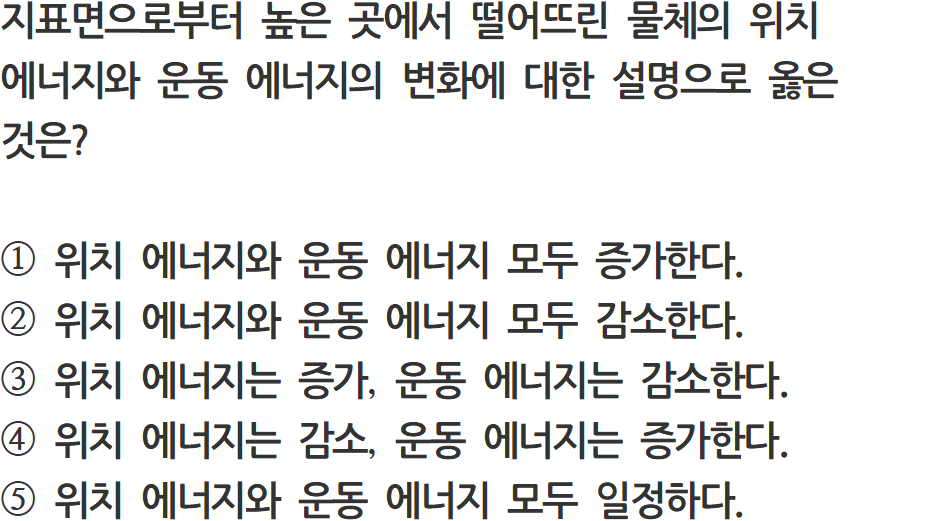 지표면으로부터 높은 곳에서 떨어뜨린 물체의 위치
에너지와 운동 에너지의 변화에 대한 설명으로 옳은
것은?
① 위치 에너지와 운동 에너지 모두 증가한다.
② 위치 에너지와 운동 에너지 모두 감소한다.
③ 위치 에너지는 증가, 운동 에너지는 감소한다.
④ 위치 에너지는 감소, 운동 에너지는 증가한다.
⑤ 위치 에너지와 운동 에너지 모두 일정하다.